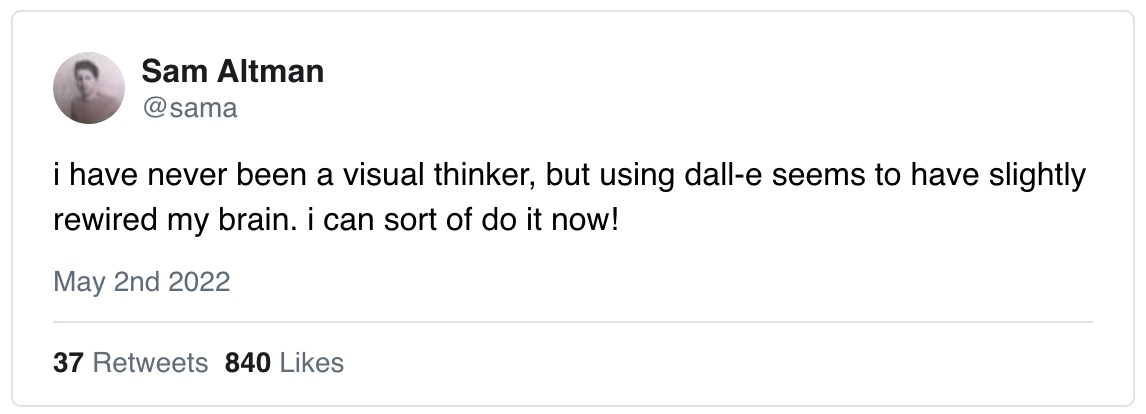 Sam Altman
@sama
i have never been a visual thinker, but using dall-e seems to have slightly
rewired my brain. i can sort of do it now!
May 2nd 2022
37 Retweets 840 Likes